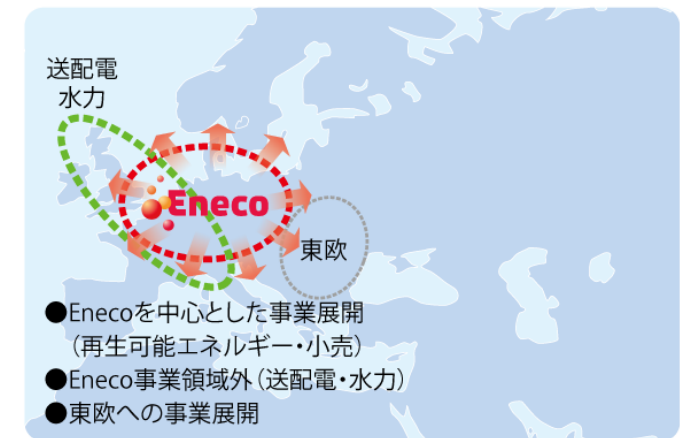 送配電
水力
Eneco
東欧
●Enecoを中心とした事業展開
（再生可能エネルギー・小売）
●Eneco事業領域外（送配電・水力）
●東欧への事業展開